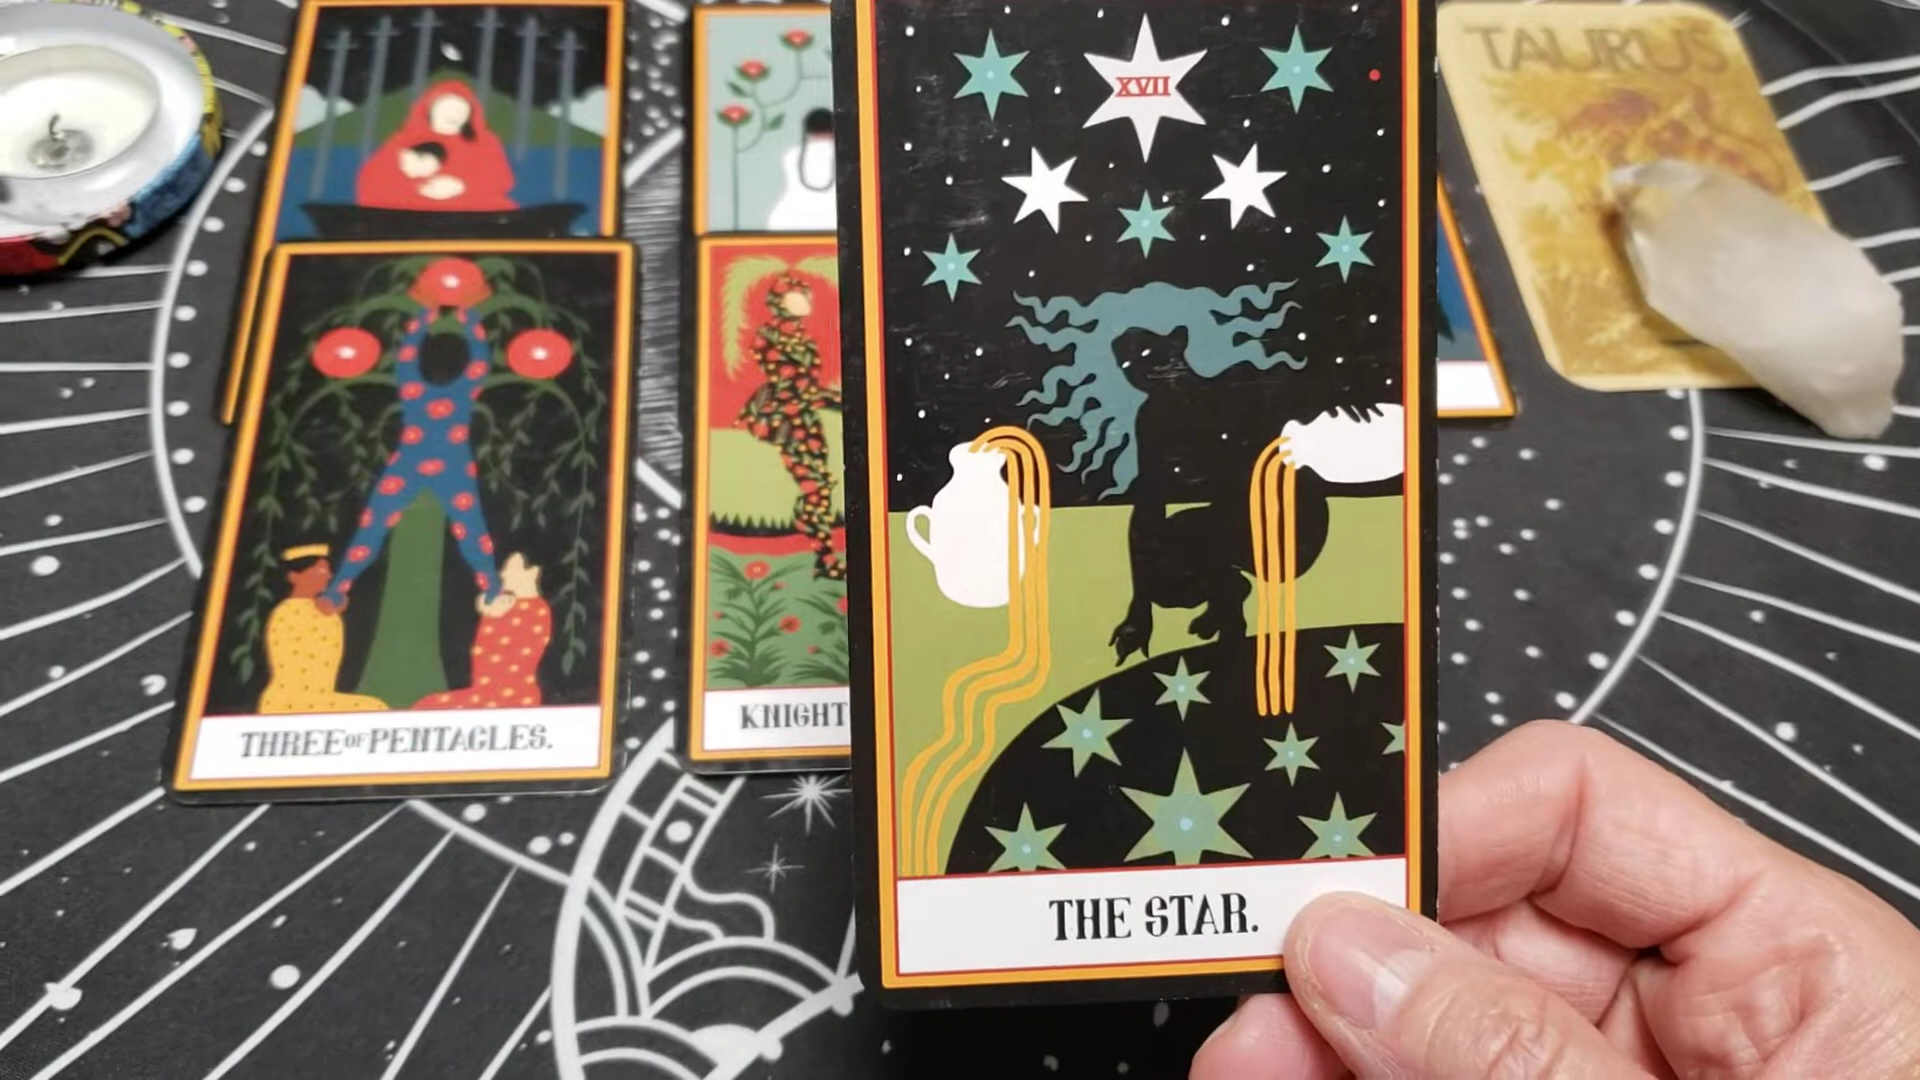 TAURUS
XVII
THREE OF PENTACLES.
KNIGHT
THE STAR.